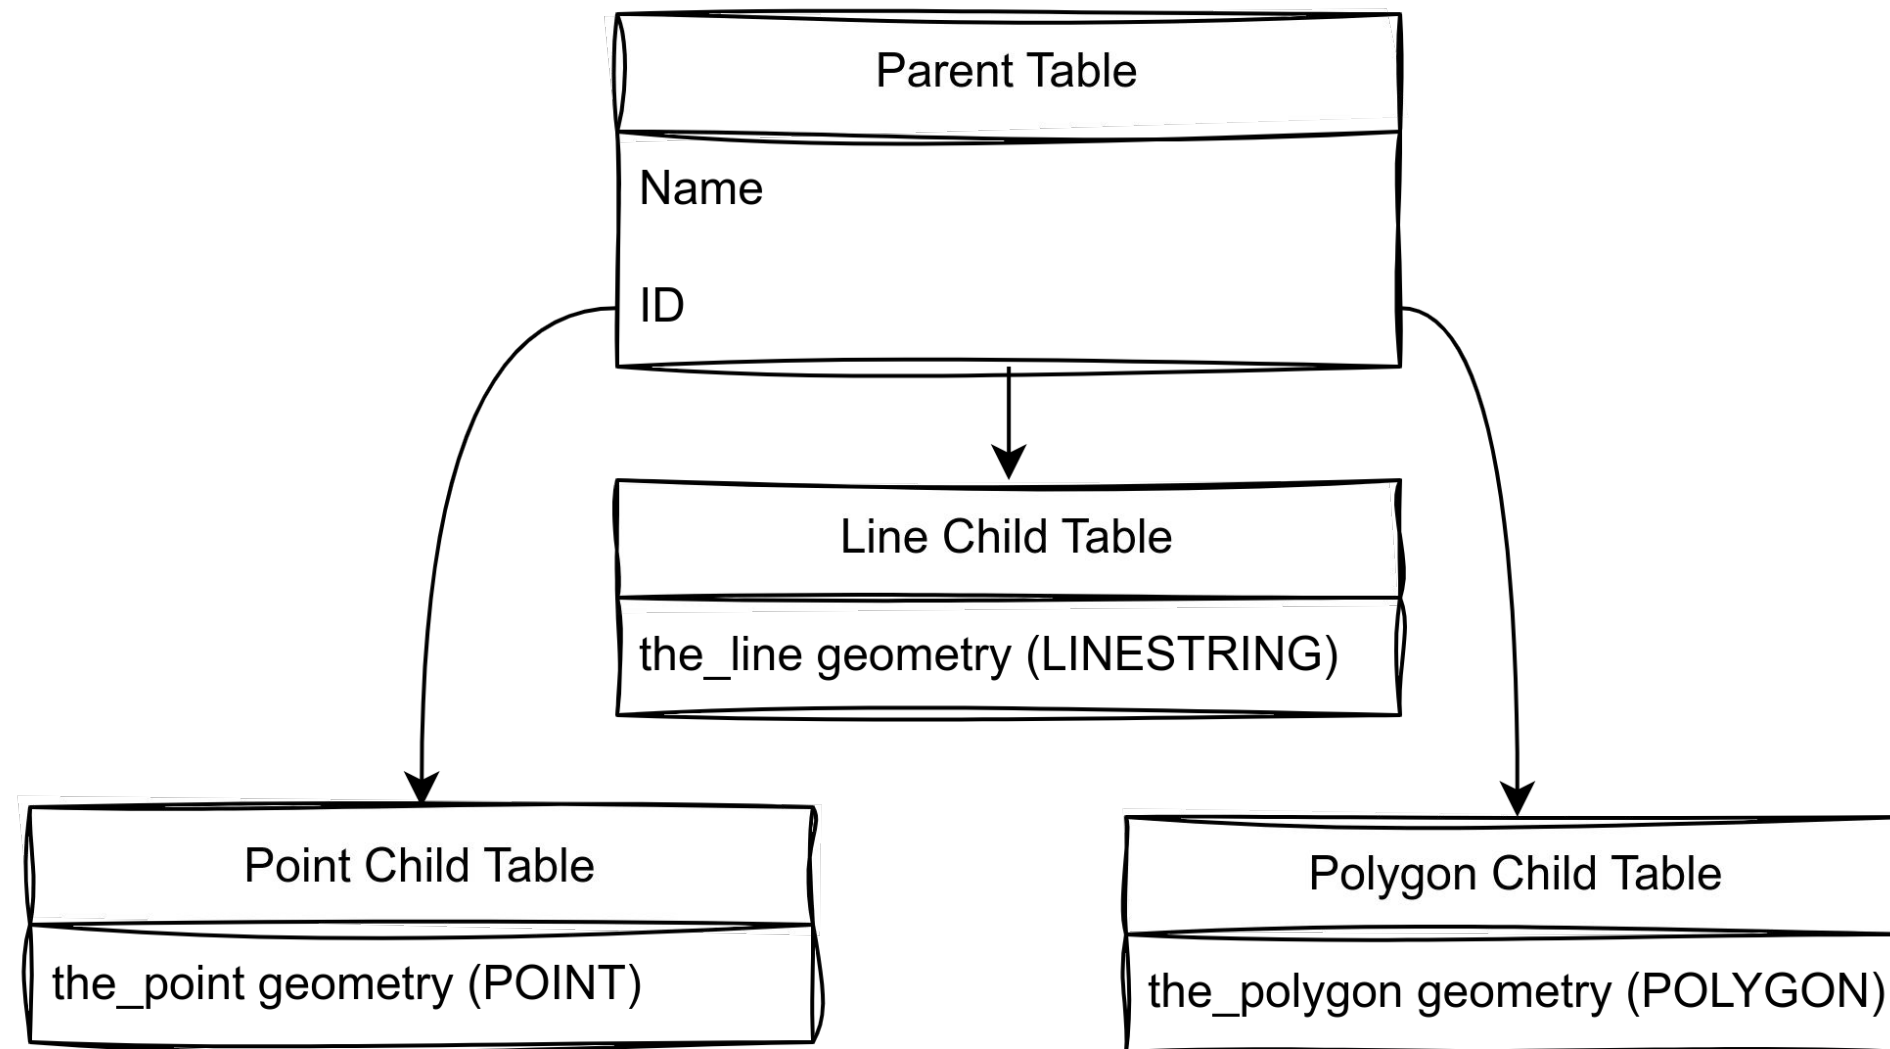 Parent Table
Name
ID
Line Child Table
the_line geometry (LINESTRING)
Point Child Table
the_point geometry (POINT)
Polygon Child Table
the_polygon geometry (POLYGON)